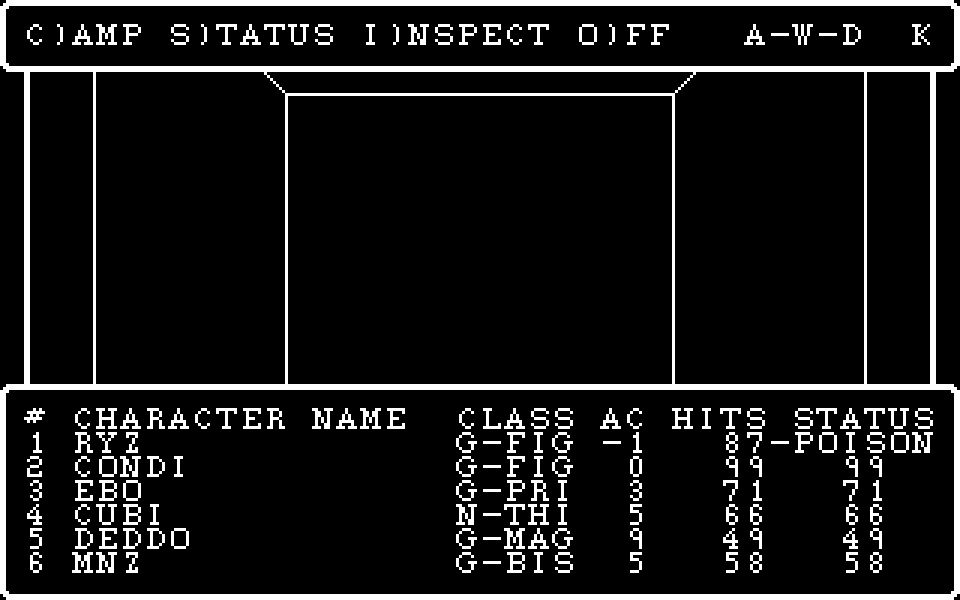 C)AMP S)TATUS I)NSPECT O)FF A-W-D K
# CHARACTER NAME CLASS AC HITS STATUS
1 RYZ G-FIG -1 87-POISON
2 CONDI G-FIG 0 99 99
3 EBO G-PRI 3 71 71
4 CUBI N-THI 5 66 66
5 DEDDO G-MAG 9 49 49
6 MNZ G-BIS 5 58 58